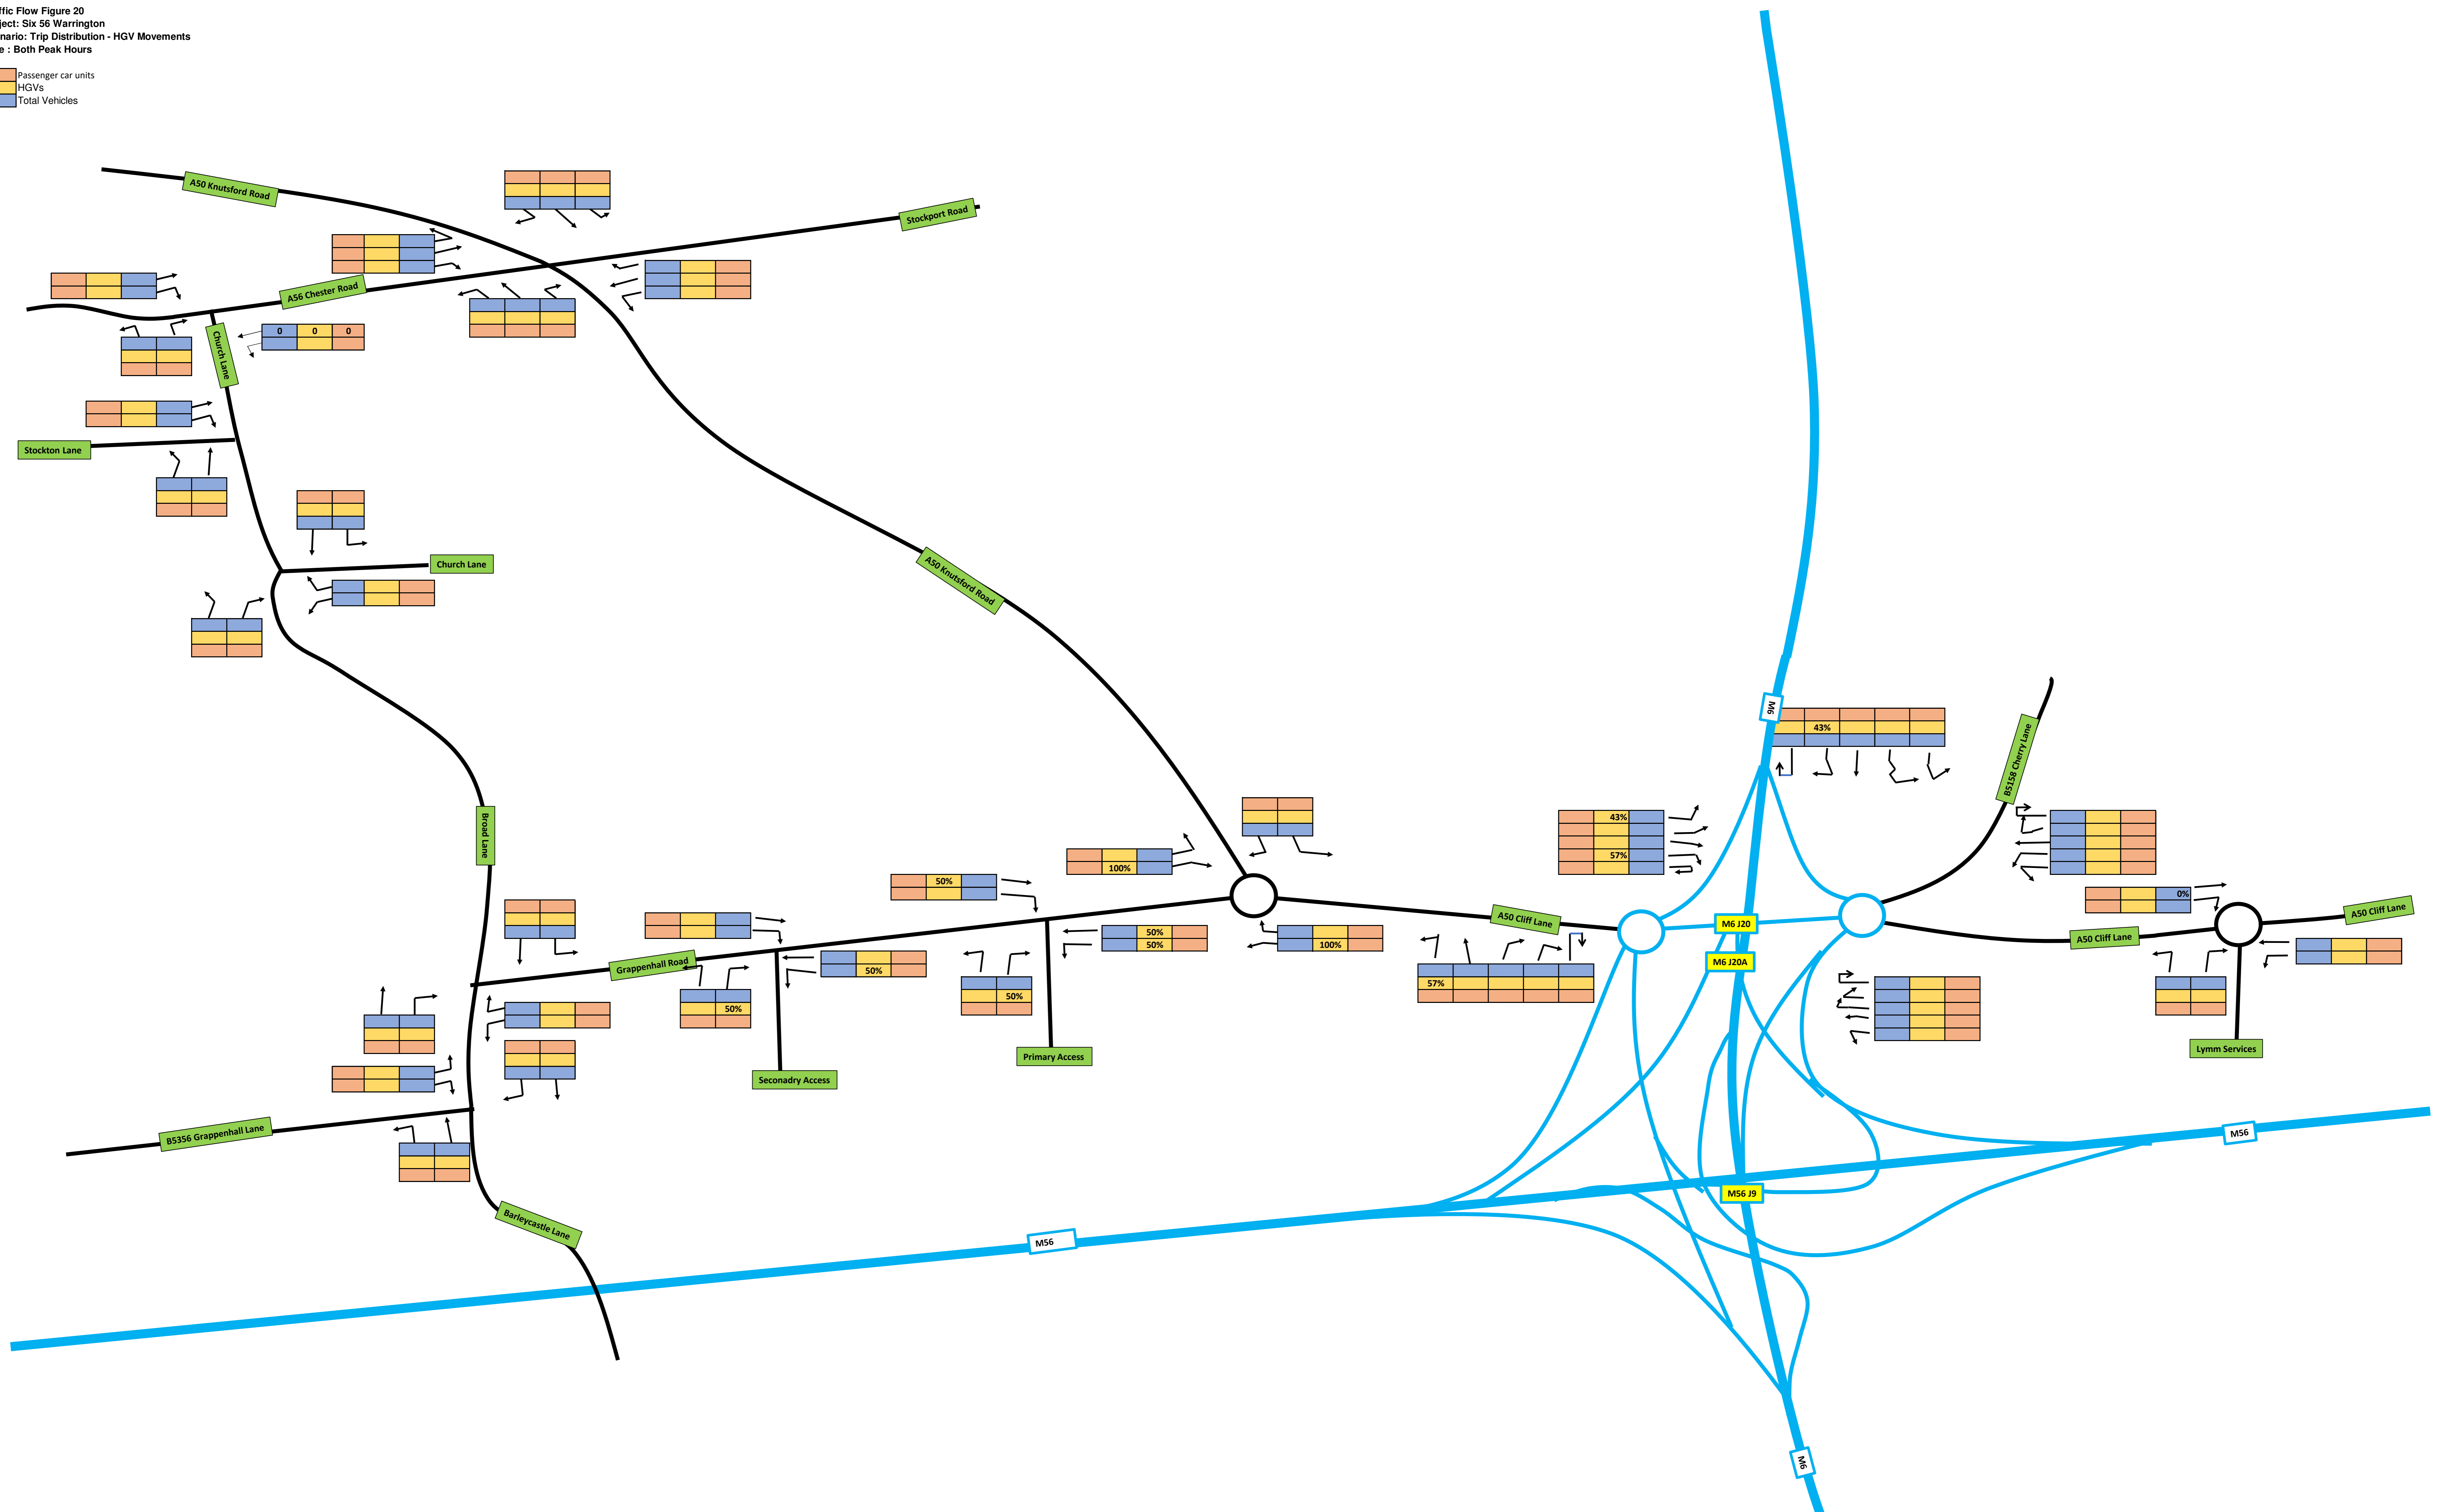 ffic Flow Figure 20
ject: Six 56 Warrington
nario: Trip Distribution - HGV Movements
e : Both Peak Hours
Passenger car units
HGVs
Total Vehicles
A50 Knutsford Road
Stockport Road
A56 Chester Road
0 0 0
Church Lane
Stockton Lane
Church Lane
A50 Knutsford Road
M6
43%
B5158 Cherry Lane
Broad Lane
43%
57%
100%
50%
0%
A50 Cliff Lane
A50 Cliff Lane
M6 J20
A50 Cliff Lane
50%
50%
100%
M6 J20A
Grappenhall Road
50%
57%
50%
50%
Primary Access
Lymm Services
Seconadry Access
B5356 Grappenhall Lane
M56
M56 J9
Barleycastle Lane
M56
M6